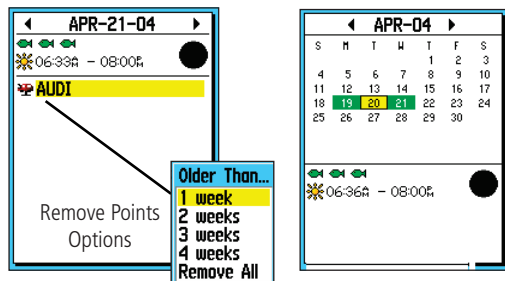 APR-21-04
06:33A - 08:00P
AUDI
Remove Points
Options
Older Than...
1 week
2 weeks
3 weeks
4 weeks
Remove All
APR-04
S M T W T F S
1 2 3
4 5 6 7 8 9 10
11 12 13 14 15 16 17
18 19 20 21 22 23 24
25 26 27 28 29 30
06:36A - 08:00P